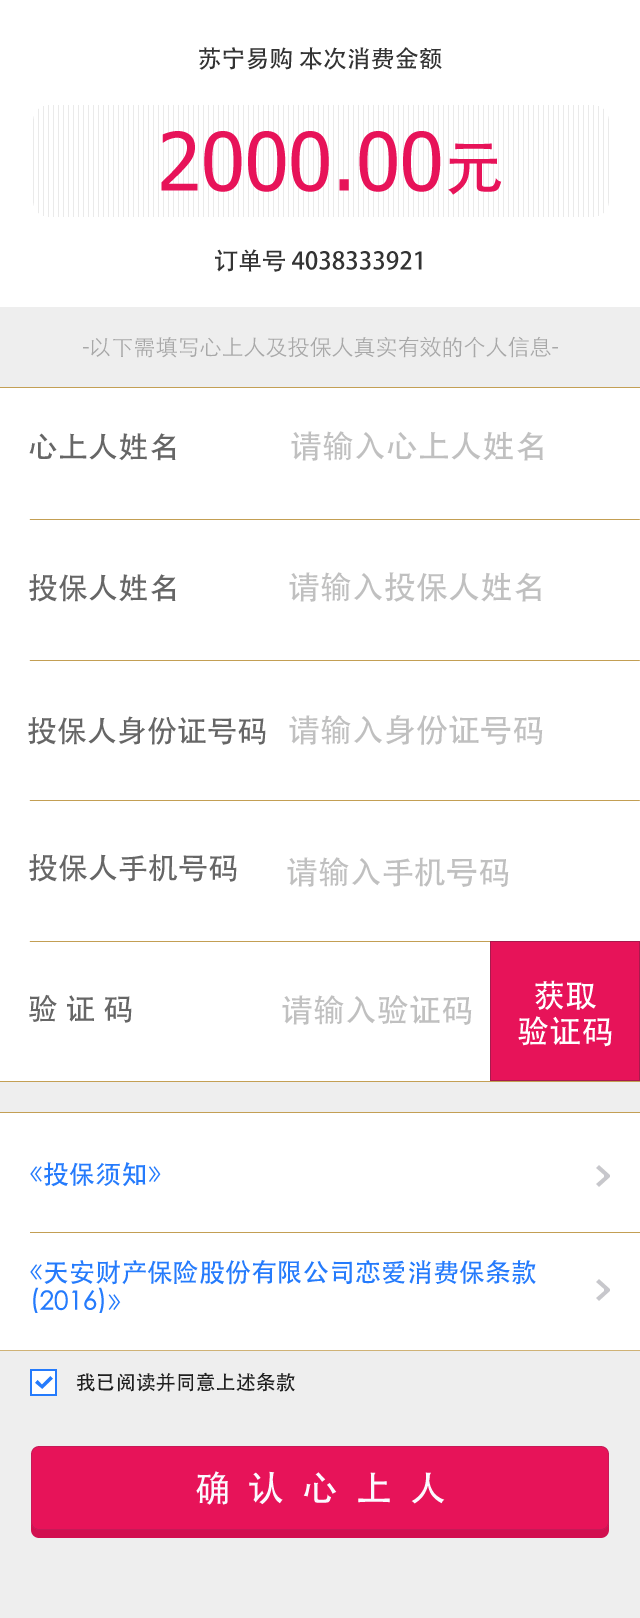 苏宁易购 本次消费金额
2000.00元
订单号 4038333921
-以下需填写心上人及投保人真实有效的个人信息-
心上人姓名 请输入心上人姓名
投保人姓名 请输入投保人姓名
投保人身份证号码 请输入身份证号码
投保人手机号码 请输入手机号码
验证码 请输入验证码
获取
验证码
《投保须知》
《天安财产保险股份有限公司恋爱消费保条款
(2016)》
我已阅读并同意上述条款
确认心上人